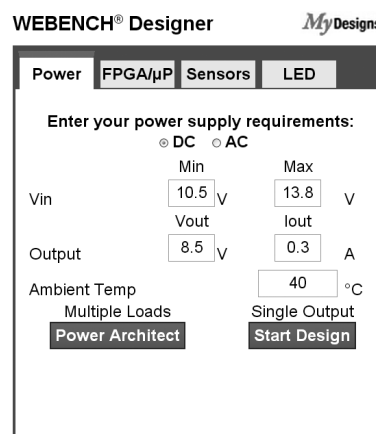 WEBENCH® Designer
MyDesigns
Power FPGA/µP Sensors LED
Enter your power supply requirements:
DC AC
Min Max
Vin 10.5 V 13.8 V
Vout Iout
Output 8.5 V 0.3 A
Ambient Temp 40 °C
Multiple Loads Single Output
Power Architect Start Design